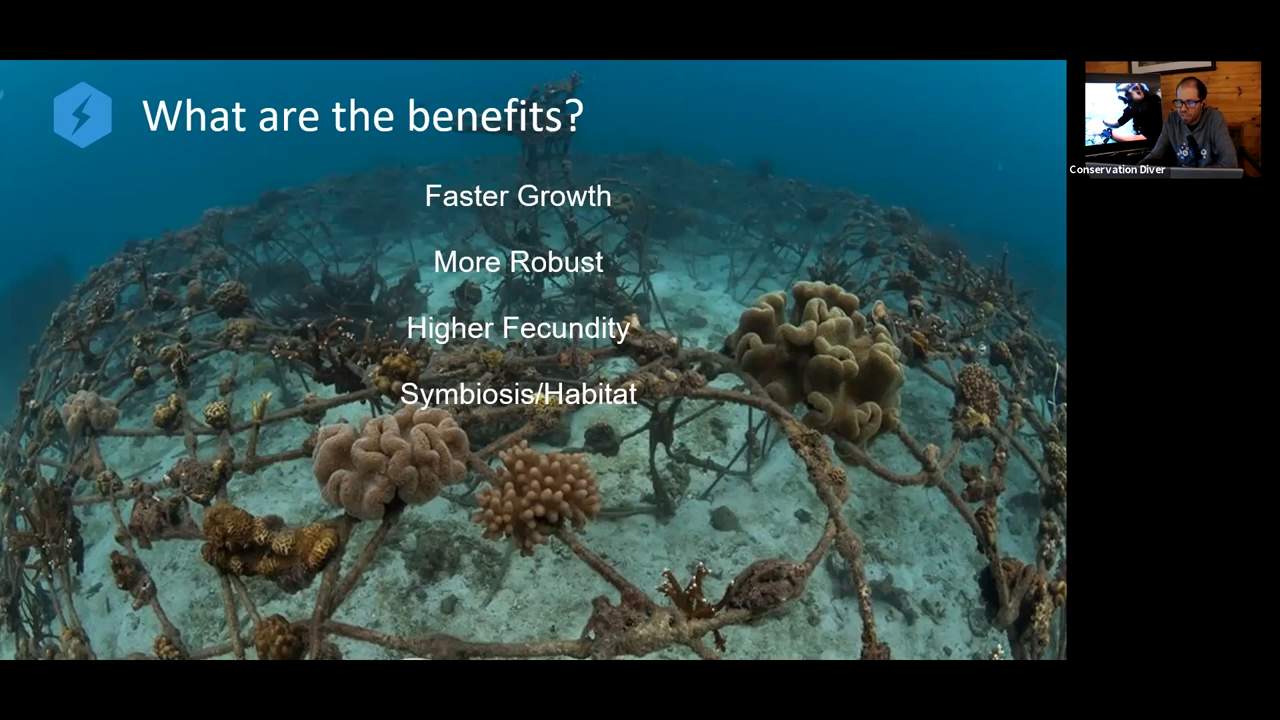 What are the benefits?
Faster Growth
More Robust
Higher Fecundity
Symbiosis/Habitat
Conservation Diver